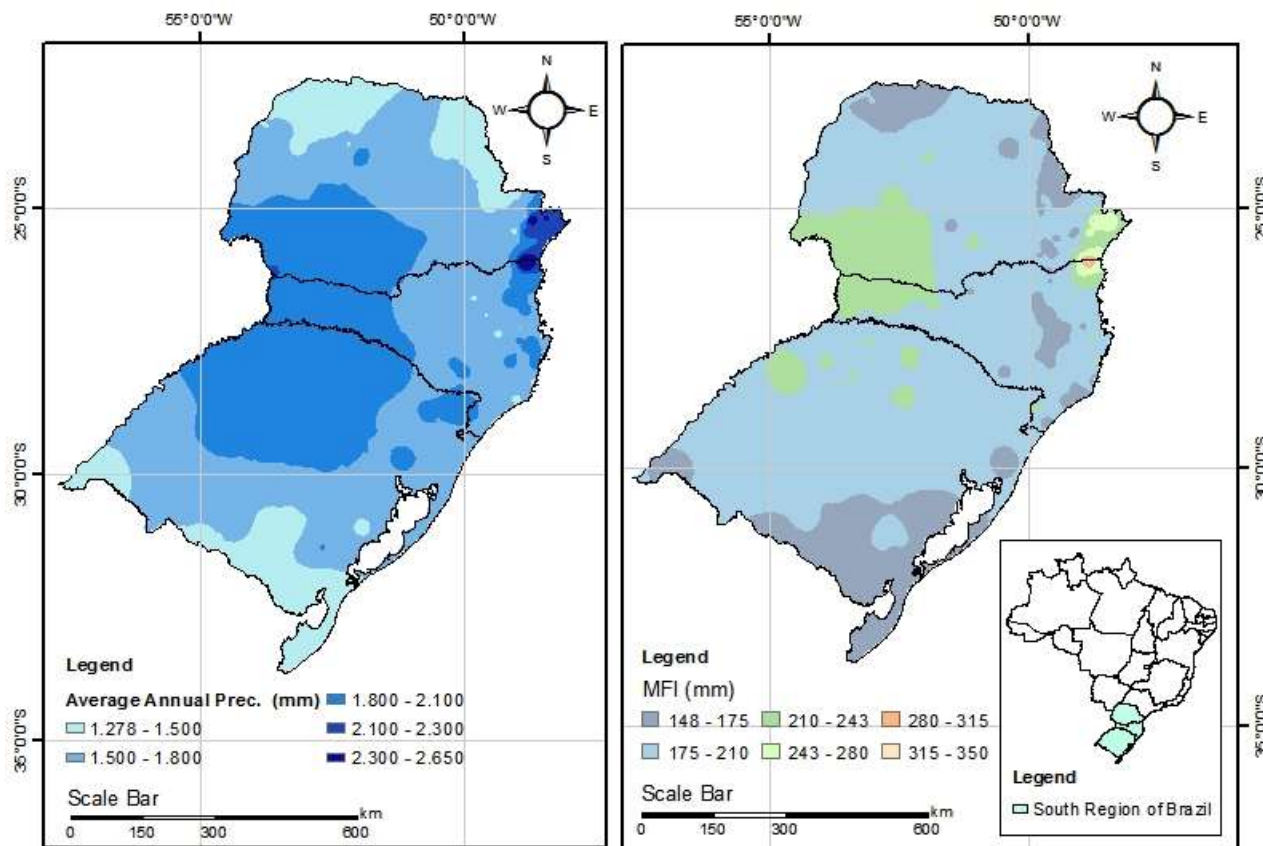 55°0'0"W 50°0'0"W
N
W E
S
25°0'0"S
30°0'0"S
35°0'0"S
Legend
Average Annual Prec. (mm)
1.278 - 1.500
1.500 - 1.800
1.800 - 2.100
2.100 - 2.300
2.300 - 2.650
Scale Bar
km
0 150 300 600
55°0'0"W 50°0'0"W
N
W E
S
25°0'0"S
30°0'0"S
35°0'0"S
Legend
MFI (mm)
148 - 175
175 - 210
210 - 243
243 - 280
280 - 315
315 - 350
Scale Bar
km
0 150 300 600
Legend
South Region of Brazil